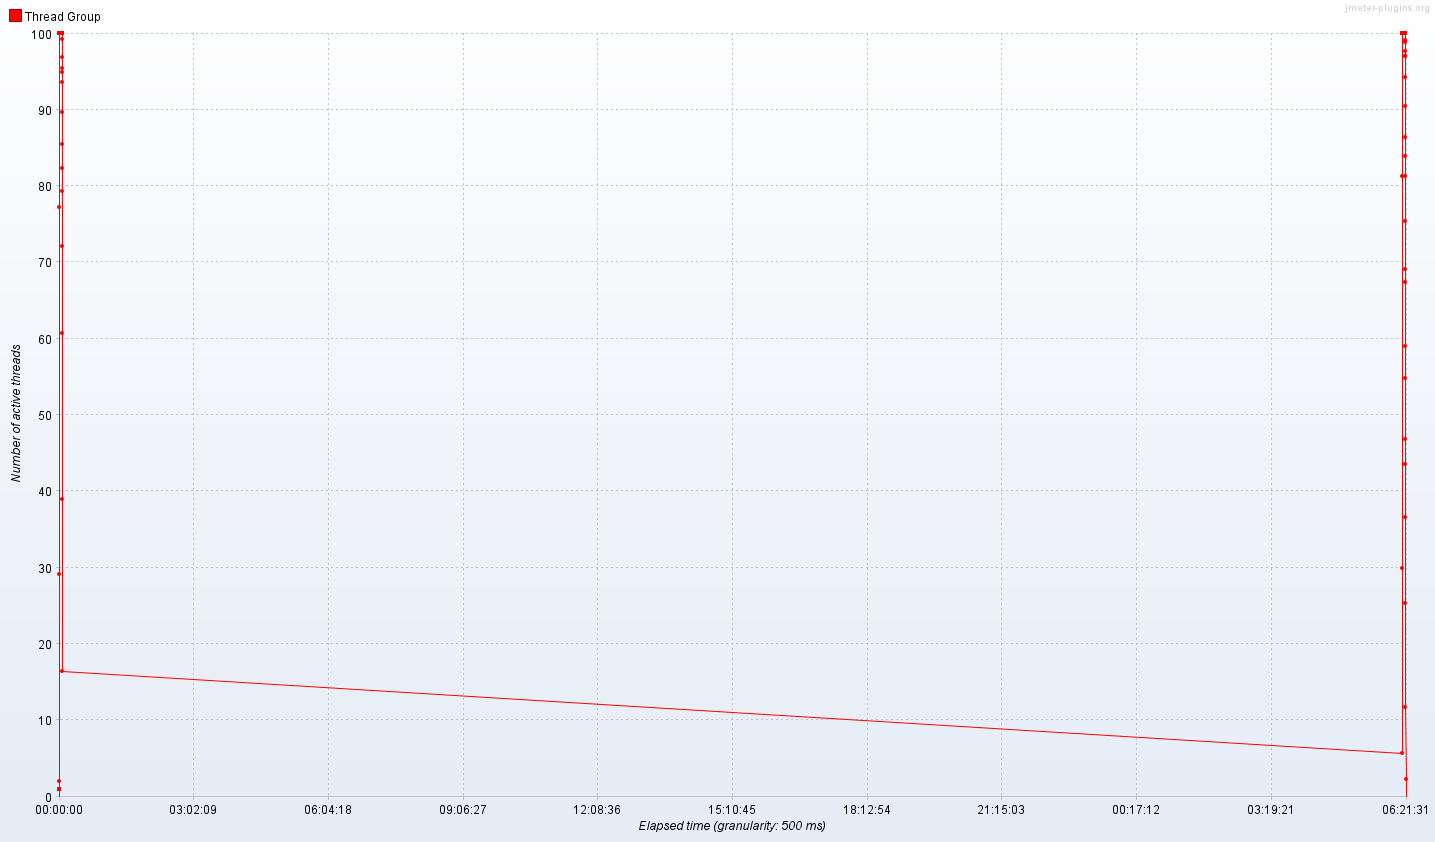 jmeter-plugins.org
Thread Group
100
90
80
70
60
50
40
30
20
10
0
Number of active threads
00:00:00 03:02:09 06:04:18 09:06:27 12:08:36 15:10:45 18:12:54 21:15:03 00:17:12 03:19:21 06:21:31
Elapsed time (granularity: 500 ms)